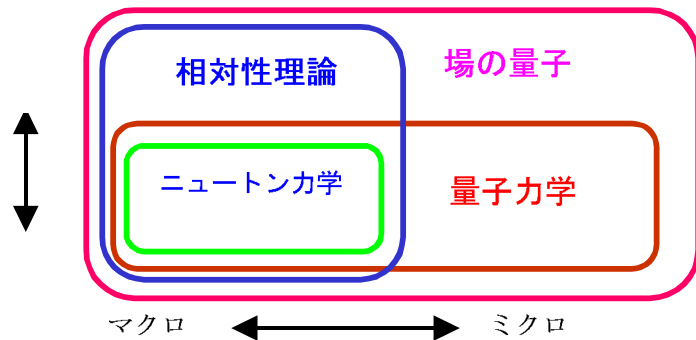 相対性理論
場の量子
ニュートン力学
量子力学
マクロ
ミクロ